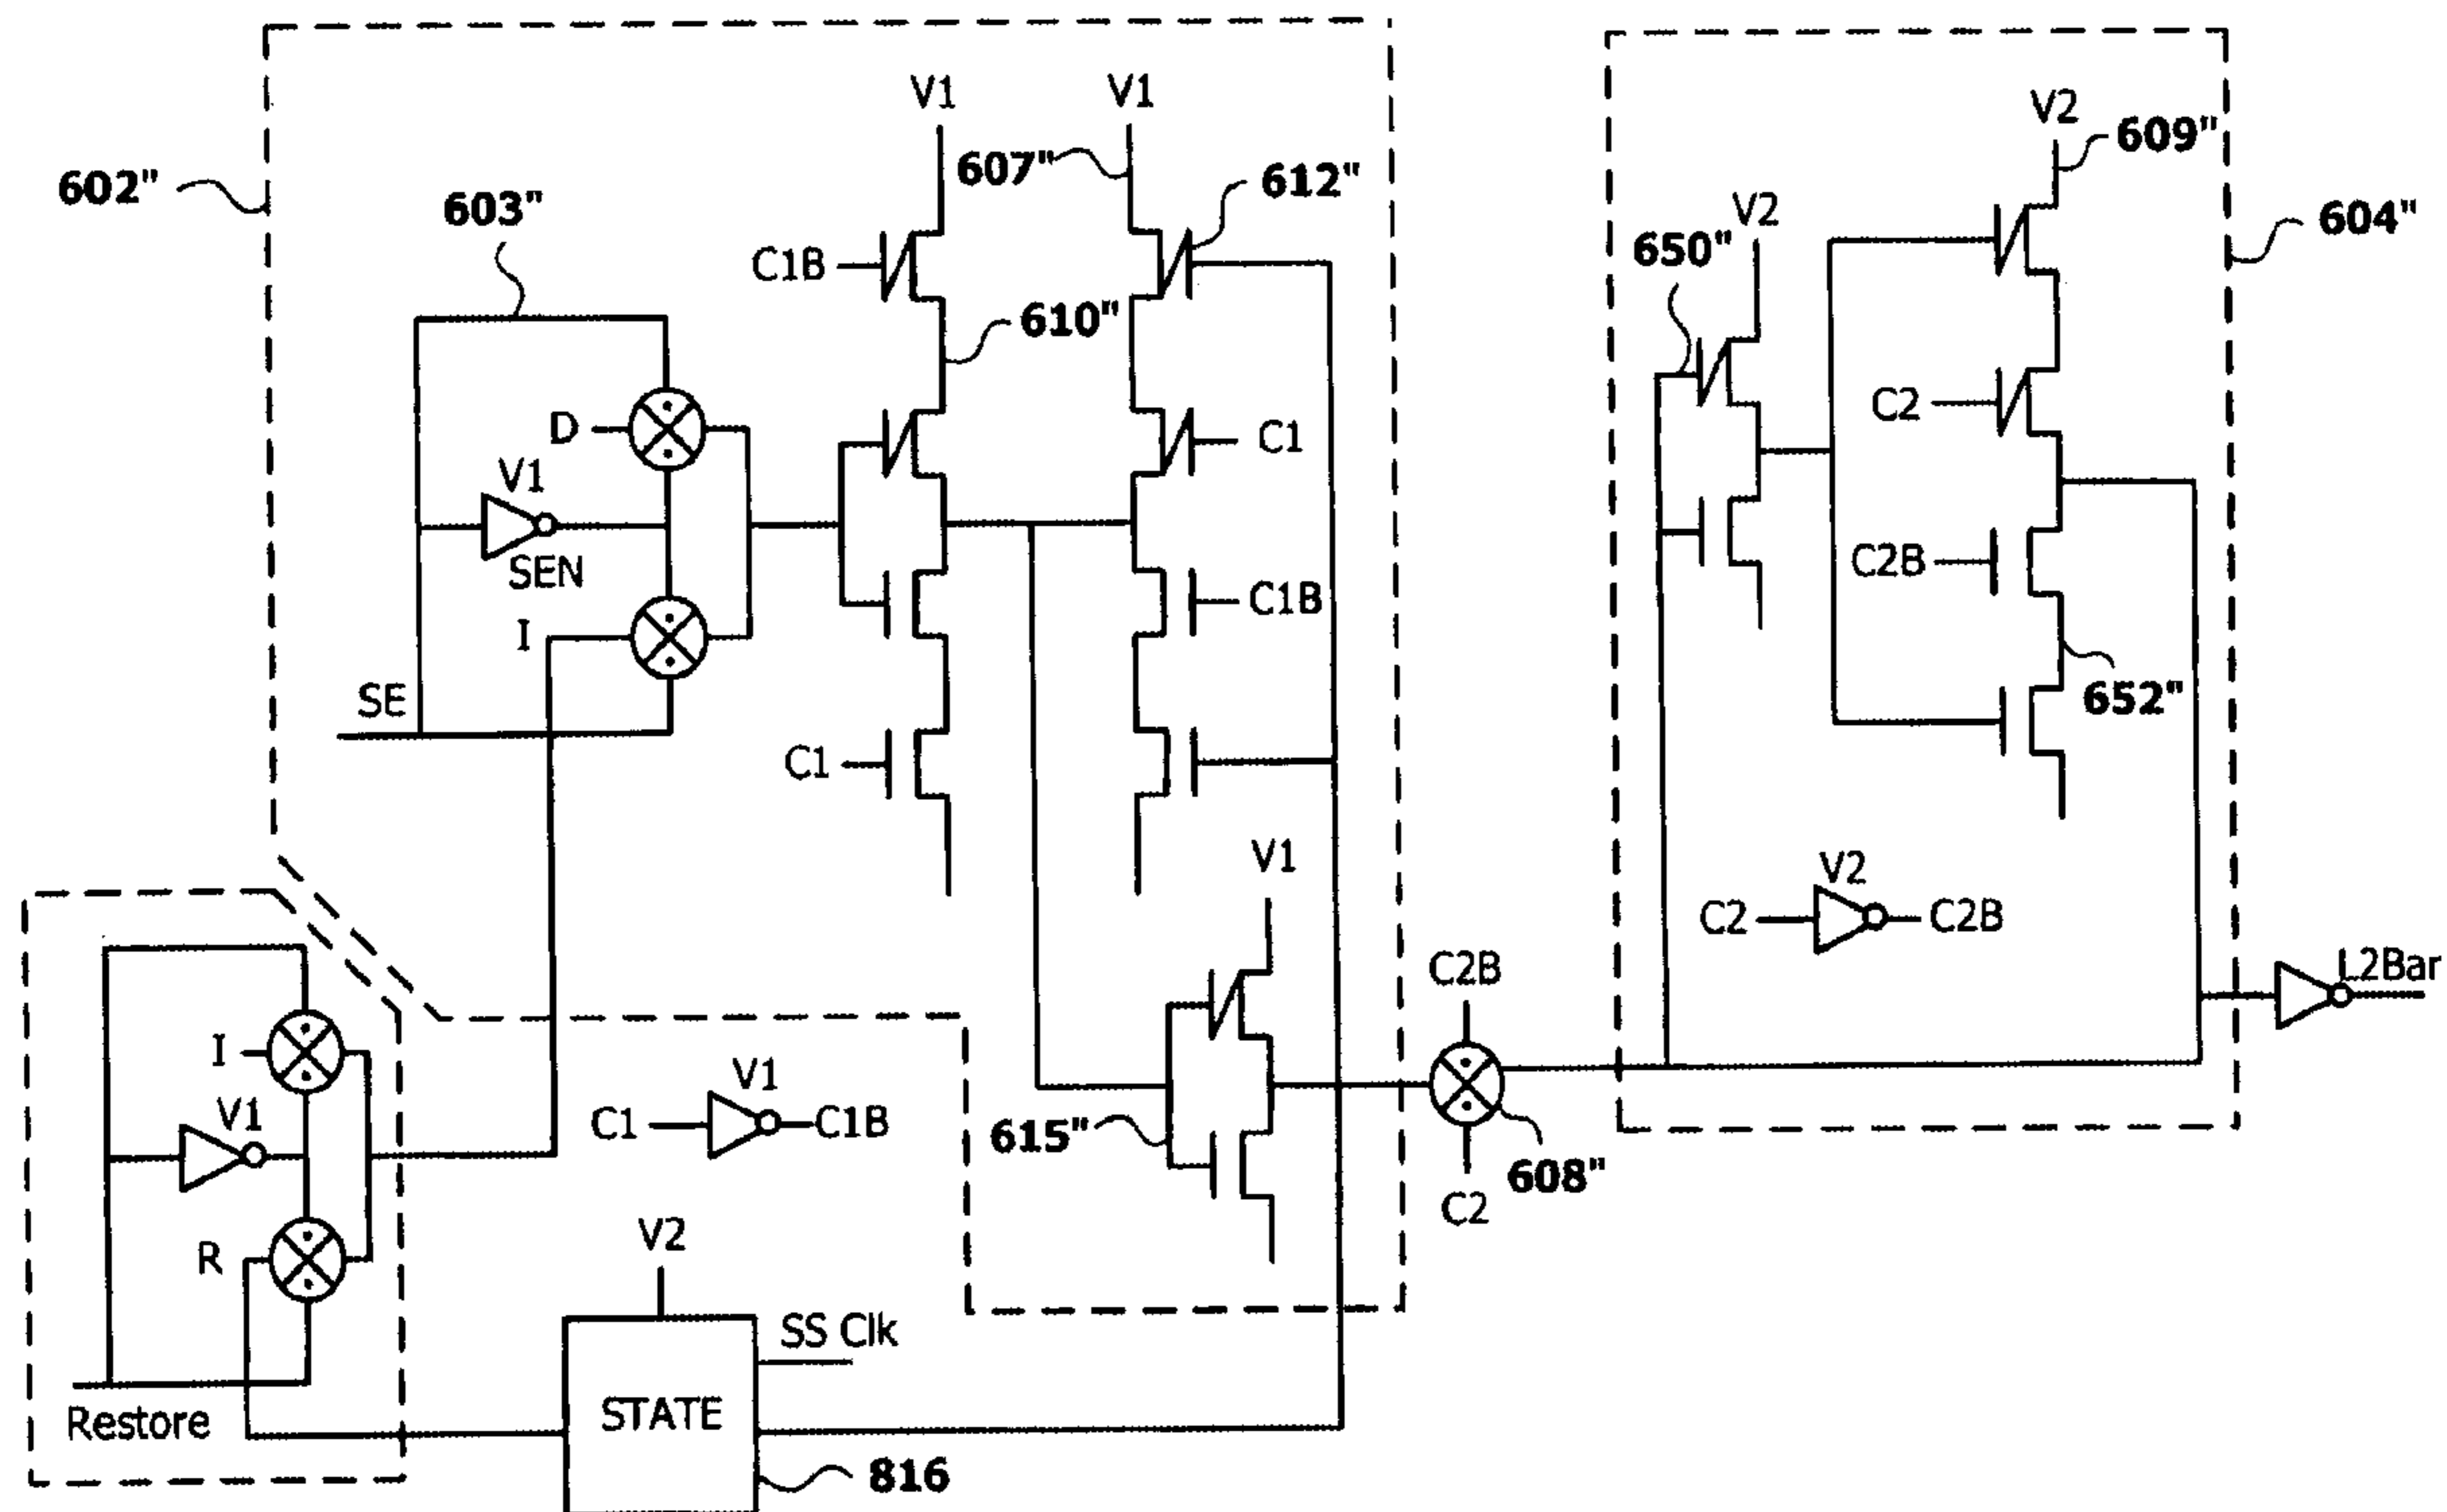 V1
V1
V2
607"
612"
609"
602"
603"
V2
604"
C1B
650"
610"
D
V1
C1
C2
SEN
C2B
I
C1B
SE
652"
C1
V1
V2
C2
C2B
C2B
L2Bar
I
V1
V1
C1
C1B
615"
608"
C2
V2
R
SS Clk
STATE
Restore
816